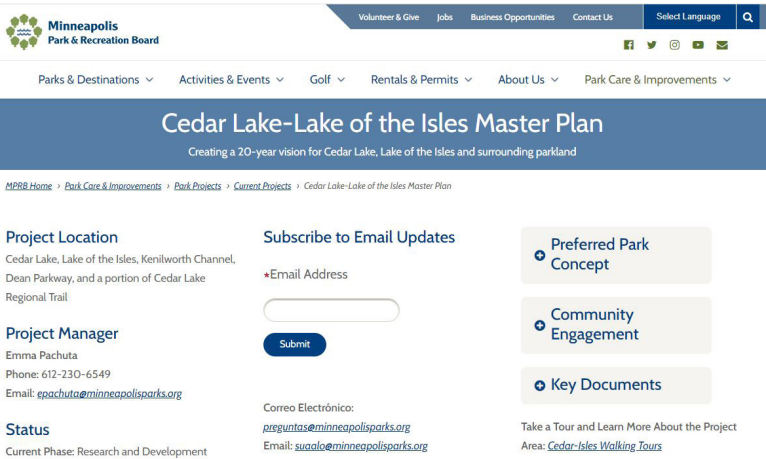 Minneapolis
Park & Recreation Board
Volunteer & Give Jobs Business Opportunities Contact Us Select Language
Parks & Destinations Activities & Events Golf Rentals & Permits About Us Park Care & Improvements
Cedar Lake-Lake of the Isles Master Plan
Creating a 20-year vision for Cedar Lake, Lake of the Isles and surrounding parkland
MPRB Home › Park Care & Improvements › Park Projects › Current Projects › Cedar Lake-Lake of the Isles Master Plan
Project Location
Cedar Lake, Lake of the Isles, Kenilworth Channel,
Dean Parkway, and a portion of Cedar Lake
Regional Trail
Project Manager
Emma Pachuta
Phone: 612-230-6549
Email: epachuta@minneapolisparks.org
Status
Current Phase: Research and Development
Subscribe to Email Updates
*Email Address
Submit
Correo Electrónico:
preguntas@minneapolisparks.org
Email: suaalo@minneapolisparks.org
Preferred Park
Concept
Community
Engagement
Key Documents
Take a Tour and Learn More About the Project
Area: Cedar-Isles Walking Tours